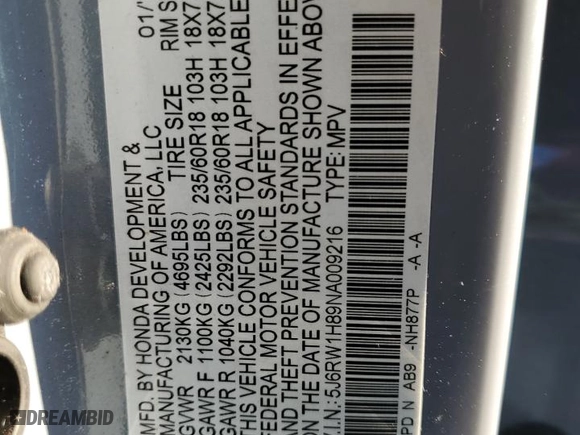 MFD. BY HONDA DEVELOPMENT & 01/
MANUFACTURING OF AMERICA, LLC
GVWR 2130KG (4695LBS) TIRE SIZE RIM S
GAWR F 1100KG (2425LBS) 235/60R18 103H 18X7
GAWR R 1040KG (2292LBS) 235/60R18 103H 18X7
THIS VEHICLE CONFORMS TO ALL APPLICABLE
FEDERAL MOTOR VEHICLE SAFETY
AND THEFT PREVENTION STANDARDS IN EFFE
ON THE DATE OF MANUFACTURE SHOWN ABOV
V.I.N.: 5J6RW1H89NA009216 TYPE: MPV
PD N AB9 -NH877P -A -A
DREAMBID